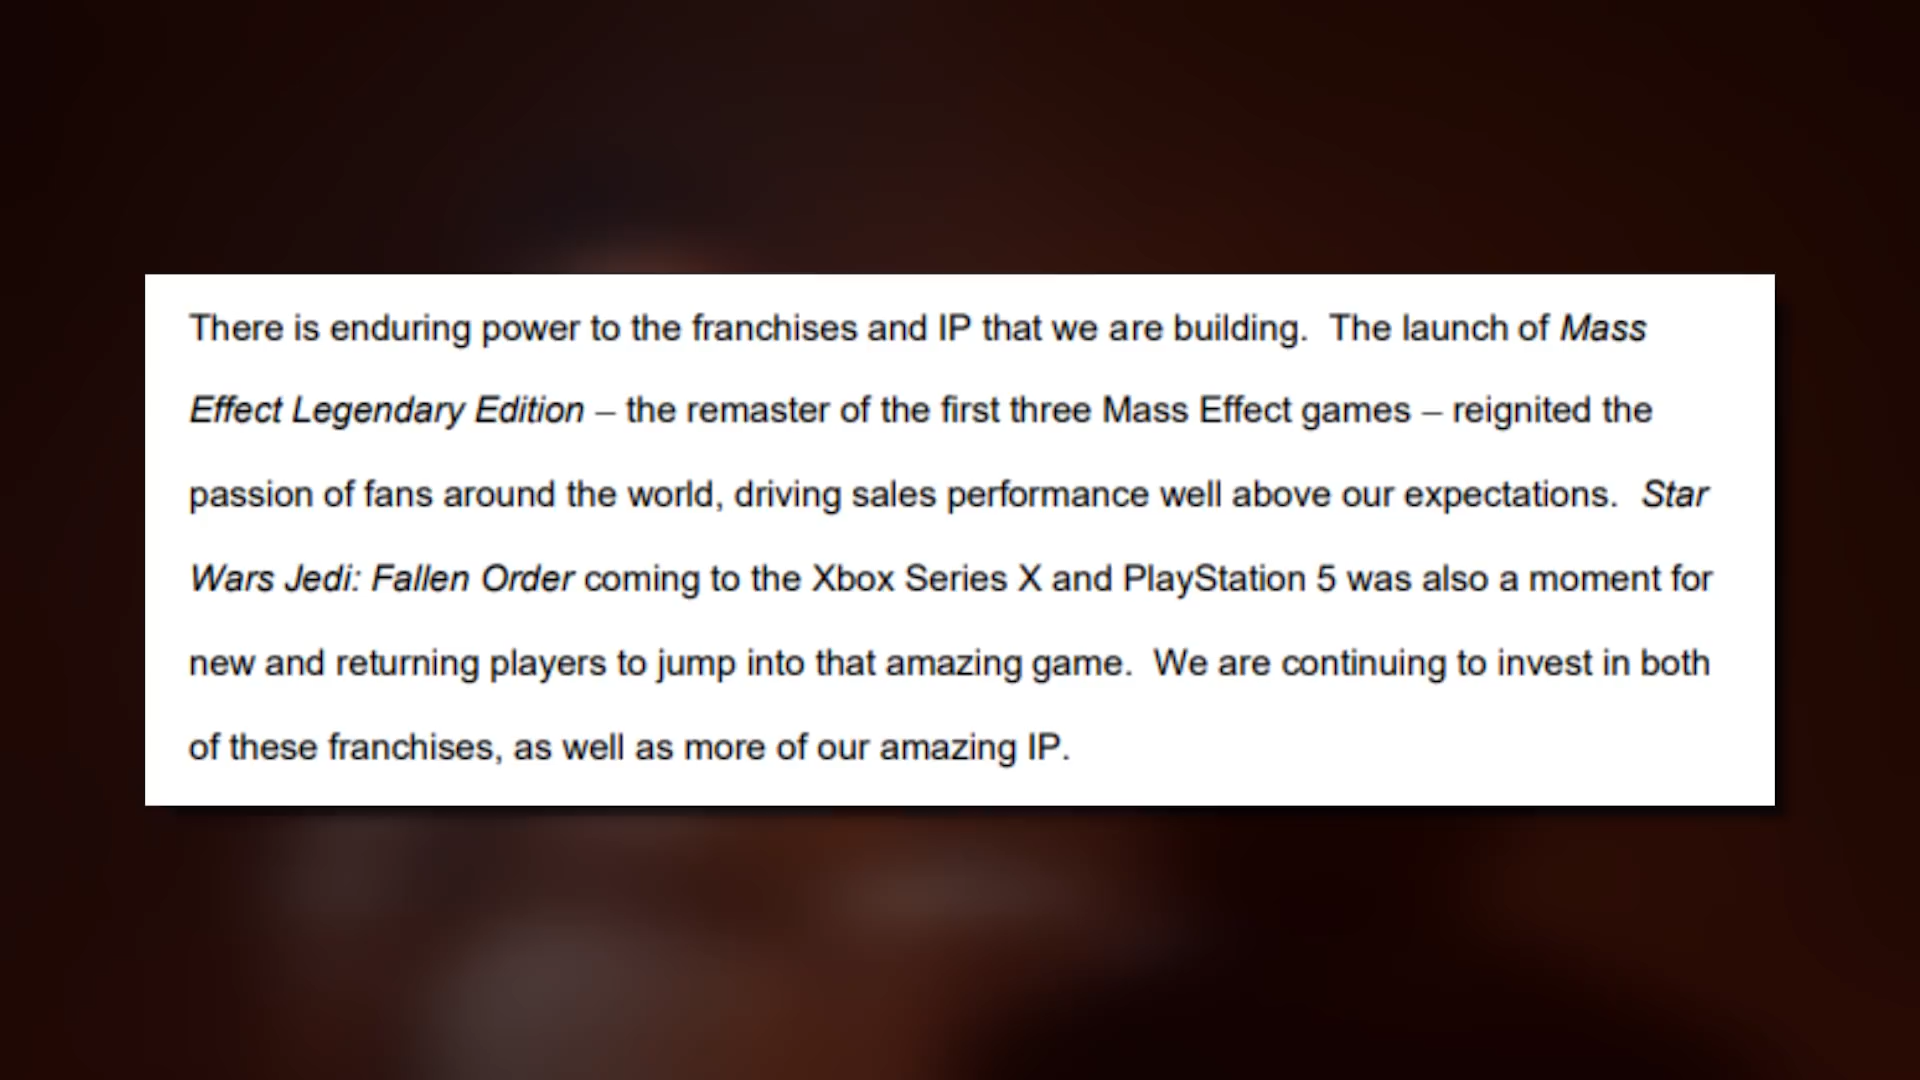 There is enduring power to the franchises and IP that we are building.  The launch of Mass
Effect Legendary Edition – the remaster of the first three Mass Effect games – reignited the
passion of fans around the world, driving sales performance well above our expectations.  Star
Wars Jedi: Fallen Order coming to the Xbox Series X and PlayStation 5 was also a moment for
new and returning players to jump into that amazing game.  We are continuing to invest in both
of these franchises, as well as more of our amazing IP.